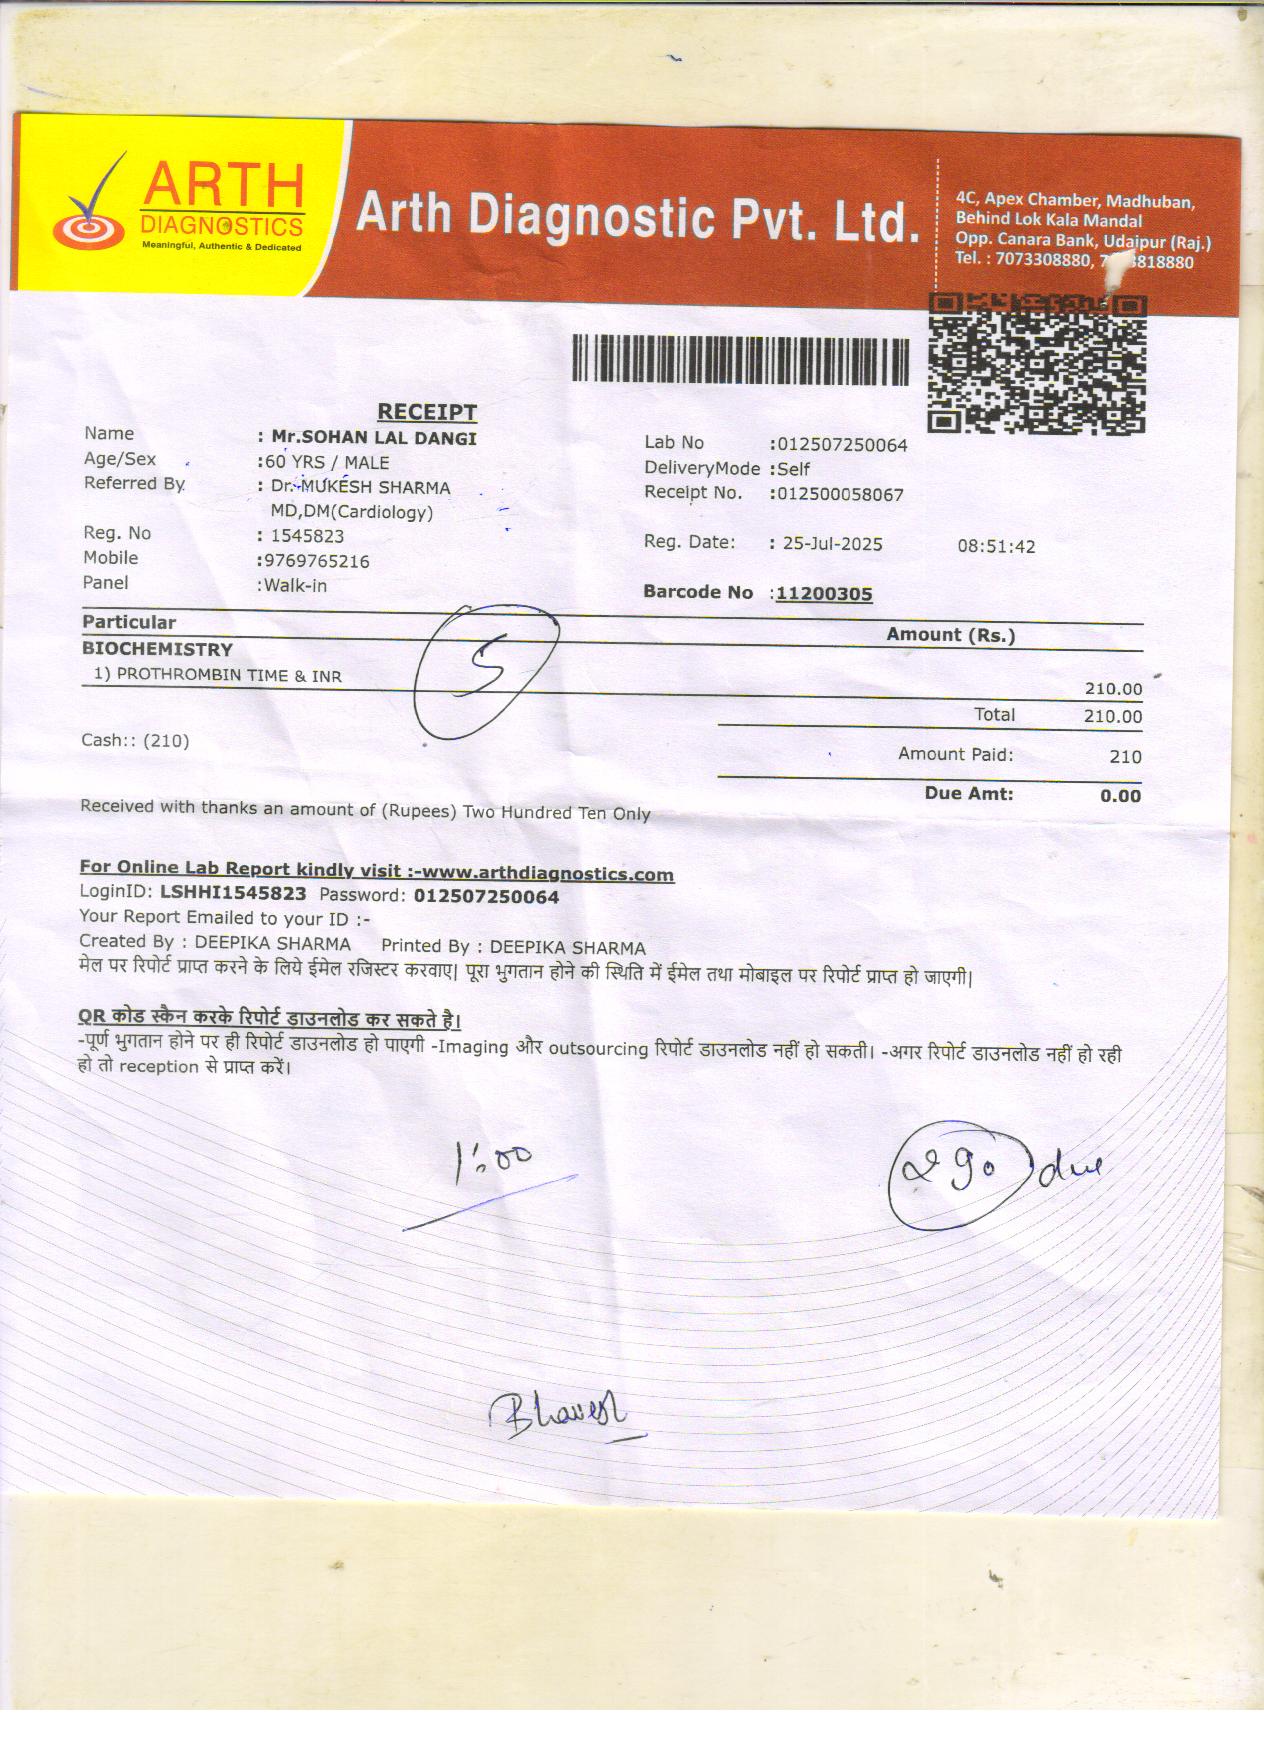 ARTH
DIAGNOSTICS
Meaningful, Authentic & Dedicated
Arth Diagnostic Pvt. Ltd.
4C, Apex Chamber, Madhuban,
Behind Lok Kala Mandal
Opp. Canara Bank, Udaipur (Raj.)
Tel. : 7073308880,
RECEIPT
Name : Mr.SOHAN LAL DANGI
Age/Sex :60 YRS / MALE
Referred By : Dr. MUKESH SHARMA
MD,DM(Cardiology)
Reg. No : 1545823
Mobile :9769765216
Panel :Walk-in
Lab No :012507250064
DeliveryMode :Self
Receipt No. :012500058067
Reg. Date: : 25-Jul-2025 08:51:42
Barcode No :11200305
Particular Amount (Rs.)
BIOCHEMISTRY
1) PROTHROMBIN TIME & INR 210.00
5
Total 210.00
Cash:: (210)
Amount Paid: 210
Due Amt: 0.00
Received with thanks an amount of (Rupees) Two Hundred Ten Only
For Online Lab Report kindly visit :-www.arthdiagnostics.com
LoginID: LSHHI1545823 Password: 012507250064
Your Report Emailed to your ID :-
Created By : DEEPIKA SHARMA Printed By : DEEPIKA SHARMA
मेल पर रिपोर्ट प्राप्त करने के लिये ईमेल रजिस्टर करवाए| पूरा भुगतान होने की स्थिति में ईमेल तथा मोबाइल पर रिपोर्ट प्राप्त हो जाएगी|
QR कोड स्कैन करके रिपोर्ट डाउनलोड कर सकते है।
-पूर्ण भुगतान होने पर ही रिपोर्ट डाउनलोड हो पाएगी -Imaging और outsourcing रिपोर्ट डाउनलोड नहीं हो सकती। -अगर रिपोर्ट डाउनलोड नहीं हो रही
हो तो reception से प्राप्त करें।
1:00
290 due
Bhavesh